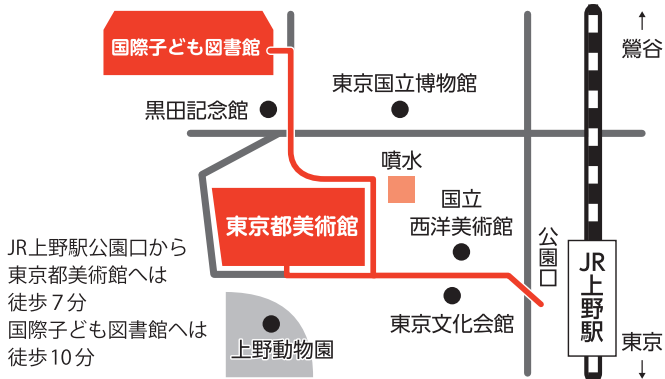 国際子ども図書館
黒田記念館
東京国立博物館
↑
鶯谷
噴水
東京都美術館
国立
西洋美術館
公園口
JR上野駅
東京文化会館
上野動物園
東京
↓
JR上野駅公園口から
東京都美術館へは
徒歩7分
国際子ども図書館へは
徒歩10分